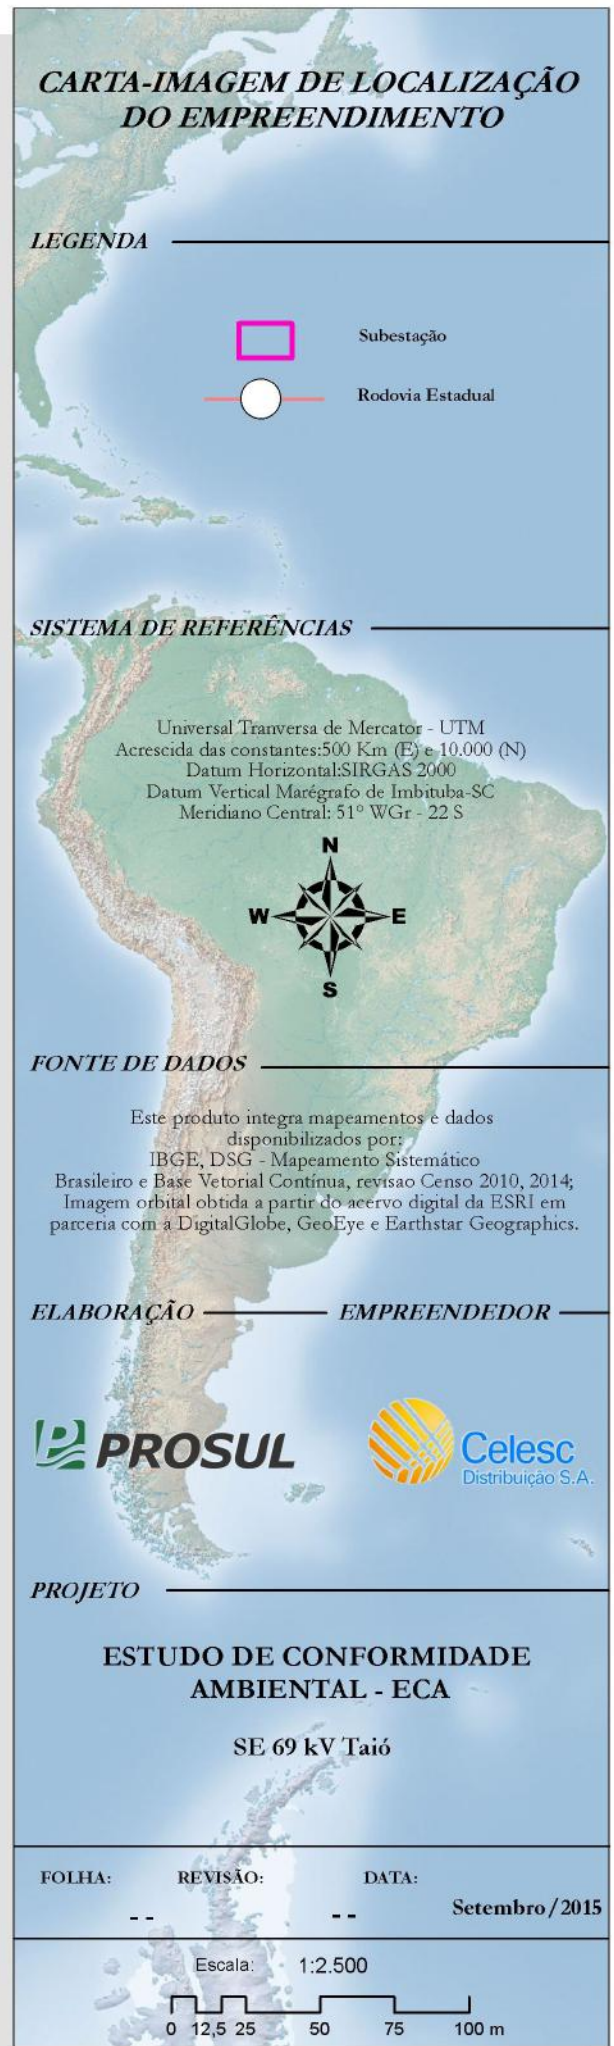 CARTA-IMAGEM DE LOCALIZAÇÃO
DO EMPREENDIMENTO
LEGENDA
Subestação
Rodovia Estadual
SISTEMA DE REFERÊNCIAS
Universal Tranversa de Mercator - UTM
Acrescida das constantes:500 Km (E) e 10.000 (N)
Datum Horizontal:SIRGAS 2000
Datum Vertical Marégrafo de Imbituba-SC
Meridiano Central: 51° WGr - 22 S
N
W E
S
FONTE DE DADOS
Este produto integra mapeamentos e dados
disponibilizados por:
IBGE, DSG - Mapeamento Sistemático
Brasileiro e Base Vetorial Contínua, revisao Censo 2010, 2014;
Imagem orbital obtida a partir do acervo digital da ESRI em
parceria com a DigitalGlobe, GeoEye e Earthstar Geographics.
ELABORAÇÃO EMPREENDEDOR
PROSUL
Celesc
Distribuição S.A.
PROJETO
ESTUDO DE CONFORMIDADE
AMBIENTAL - ECA
SE 69 kV Taió
FOLHA: REVISÃO: DATA:
-- -- Setembro/2015
Escala: 1:2.500
0 12,5 25 50 75 100 m